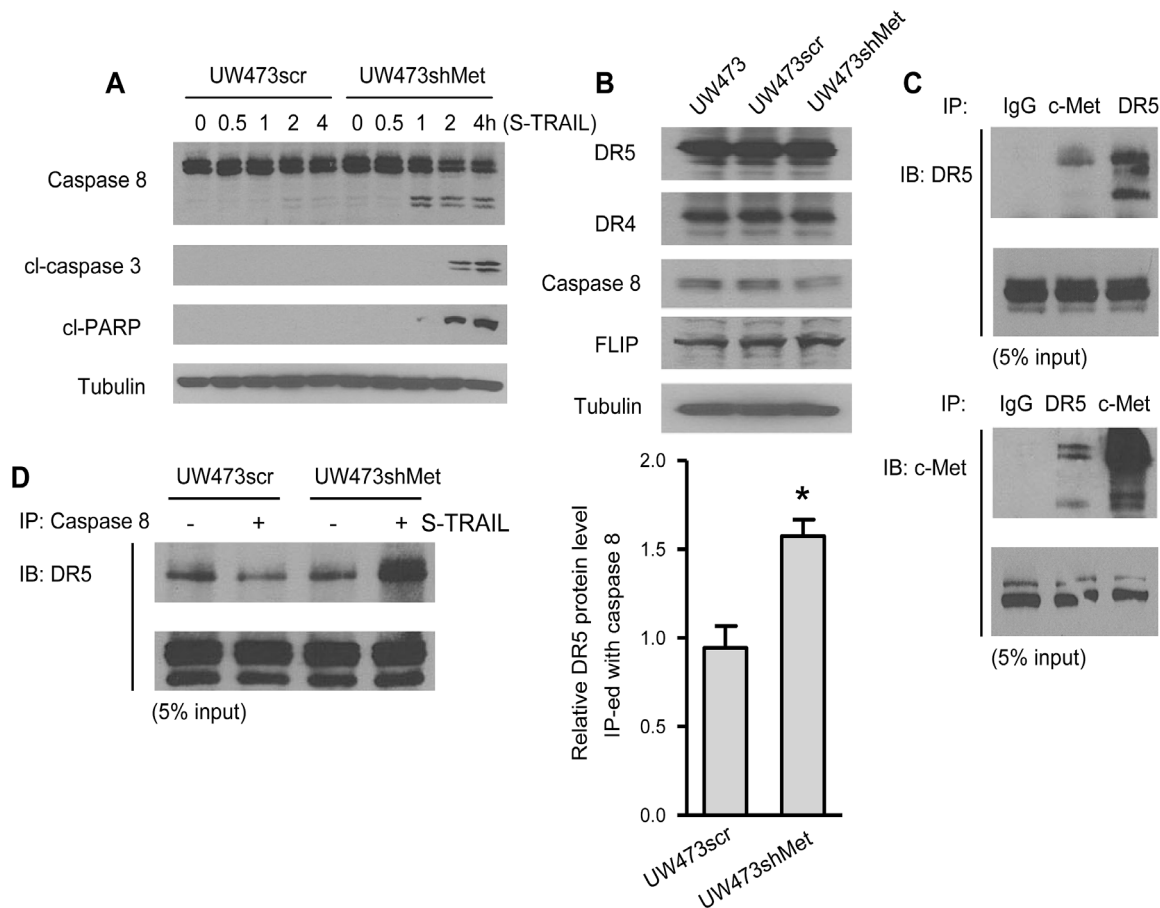 A
UW473scr UW473shMet
0 0.5 1 2 4 0 0.5 1 2 4h (S-TRAIL)
Caspase 8
cl-caspase 3
cl-PARP
Tubulin
B
UW473 UW473scr UW473shMet
DR5
DR4
Caspase 8
FLIP
Tubulin
C
IP: IgG c-Met DR5
IB: DR5
(5% input)
IP: IgG DR5 c-Met
IB: c-Met
(5% input)
D
UW473scr UW473shMet
IP: Caspase 8 - + - + S-TRAIL
IB: DR5
(5% input)
Relative DR5 protein level
IP-ed with caspase 8
2.0
1.5
1.0
0.5
0.0
*
UW473scr
UW473shMet